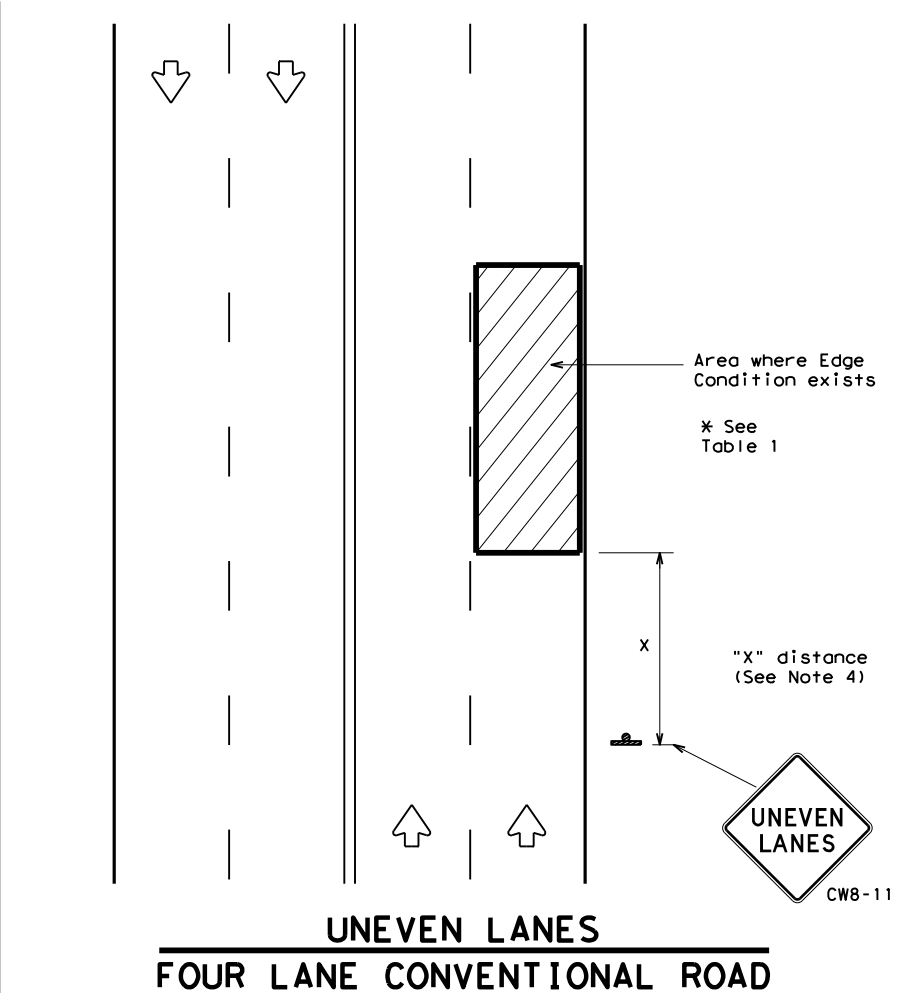 Area where Edge
Condition exists
* See
Table 1
X
"X" distance
(See Note 4)
UNEVEN
LANES
CW8-11
UNEVEN LANES
FOUR LANE CONVENTIONAL ROAD